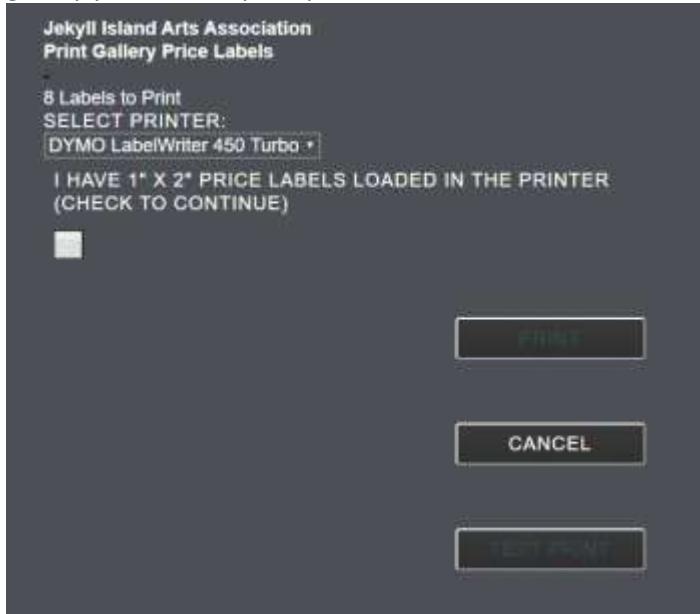 Jekyll Island Arts Association
Print Gallery Price Labels
-
8 Labels to Print
SELECT PRINTER:
DYMO LabelWriter 450 Turbo
I HAVE 1" X 2" PRICE LABELS LOADED IN THE PRINTER
(CHECK TO CONTINUE)
PRINT
CANCEL
TEST PRINT